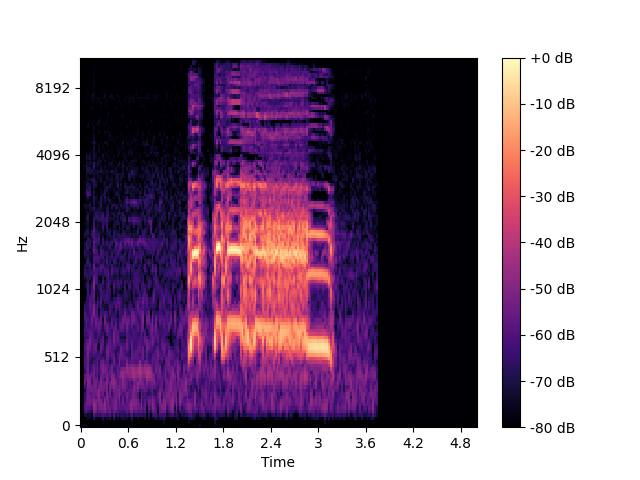 Hz
8192
4096
2048
1024
512
0
0 0.6 1.2 1.8 2.4 3 3.6 4.2 4.8
Time
+0 dB
-10 dB
-20 dB
-30 dB
-40 dB
-50 dB
-60 dB
-70 dB
-80 dB